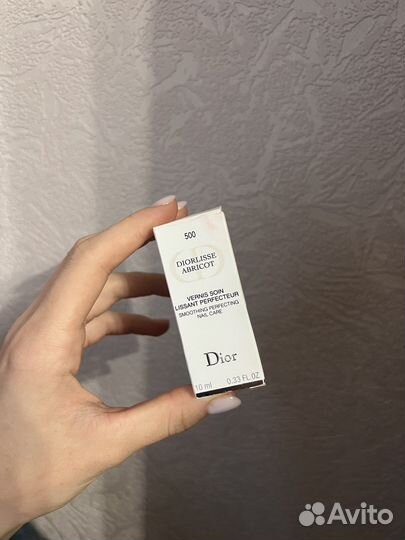 500
DIORLISSE
ABRICOT
VERNIS SOIN
LISSANT PERFECTEUR
SMOOTHING PERFECTING
NAIL CARE
Dior
10 ml 0.33 FL.OZ
Avito